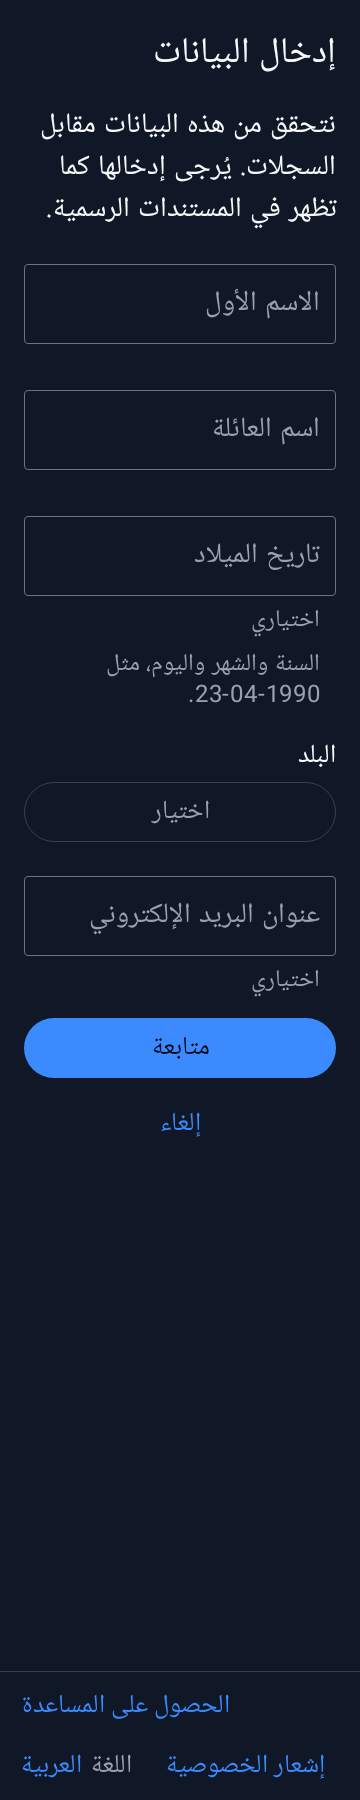 إدخال البيانات
نتحقق من هذه البيانات مقابل
السجلات. يُرجى إدخالها كما
تظهر في المستندات الرسمية.
الاسم الأول
اسم العائلة
تاريخ الميلاد
اختياري
السنة والشهر واليوم، مثل
23-04-1990.
البلد
اختيار
عنوان البريد الإلكتروني
اختياري
متابعة
إلغاء
الحصول على المساعدة
إشعار الخصوصية اللغة العربية